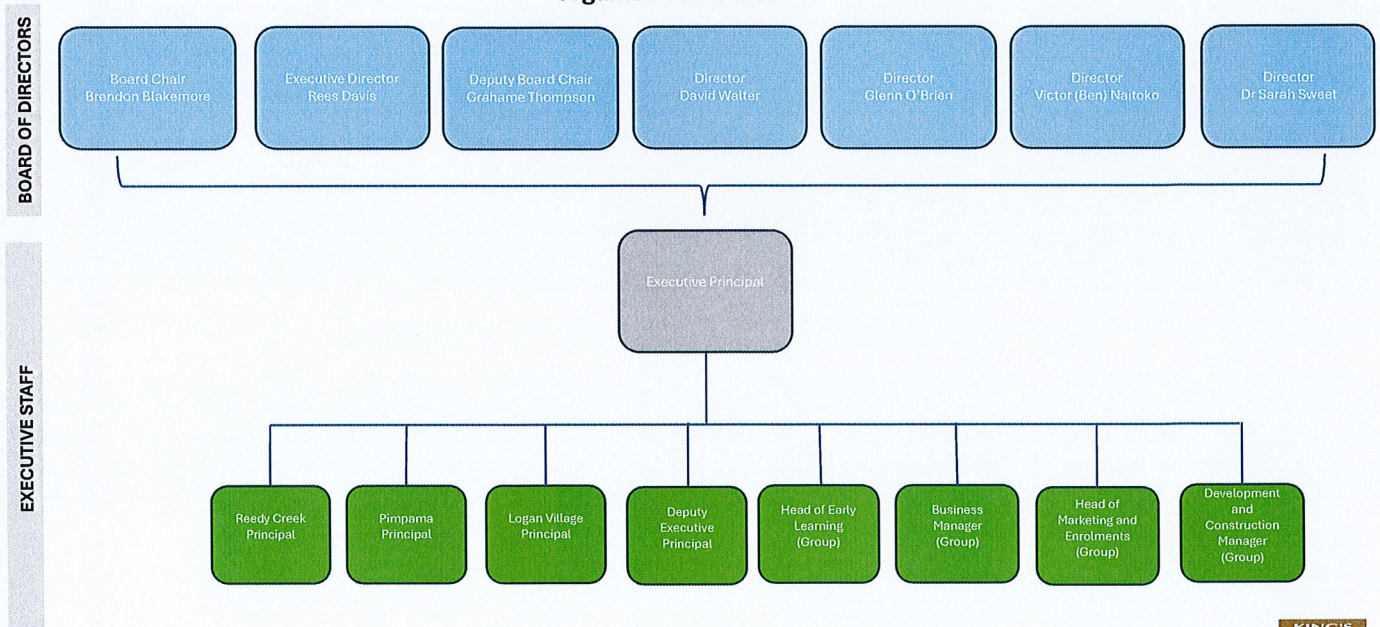 BOARD OF DIRECTORS
Board Chair
Brendon Blakemore
Executive Director
Rees Davis
Deputy Board Chair
Grahame Thompson
Director
David Walter
Director
Glenn O'Brien
Director
Victor (Ben) Naitoko
Director
Dr Sarah Sweet
EXECUTIVE STAFF
Executive Principal
Reedy Creek
Principal
Pimpama
Principal
Logan Village
Principal
Deputy
Executive
Principal
Head of Early
Learning
(Group)
Business
Manager
(Group)
Head of
Marketing and
Enrolments
(Group)
Development
and
Construction
Manager
(Group)
KING'S